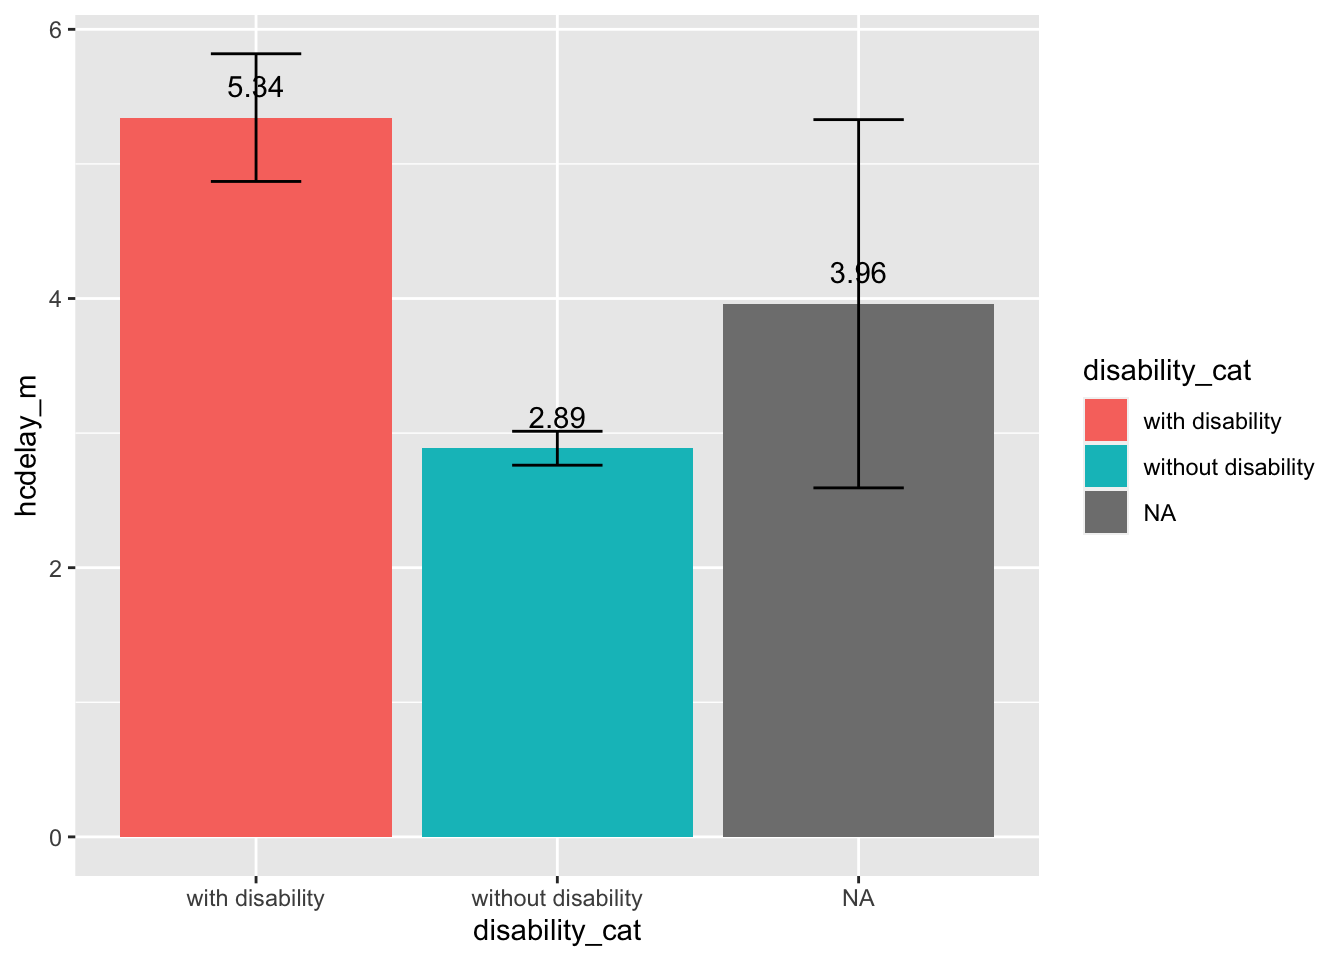 hcdelay_m
6
4
2
0
5.34
2.89
3.96
with disability
without disability
NA
disability_cat
disability_cat
with disability
without disability
NA